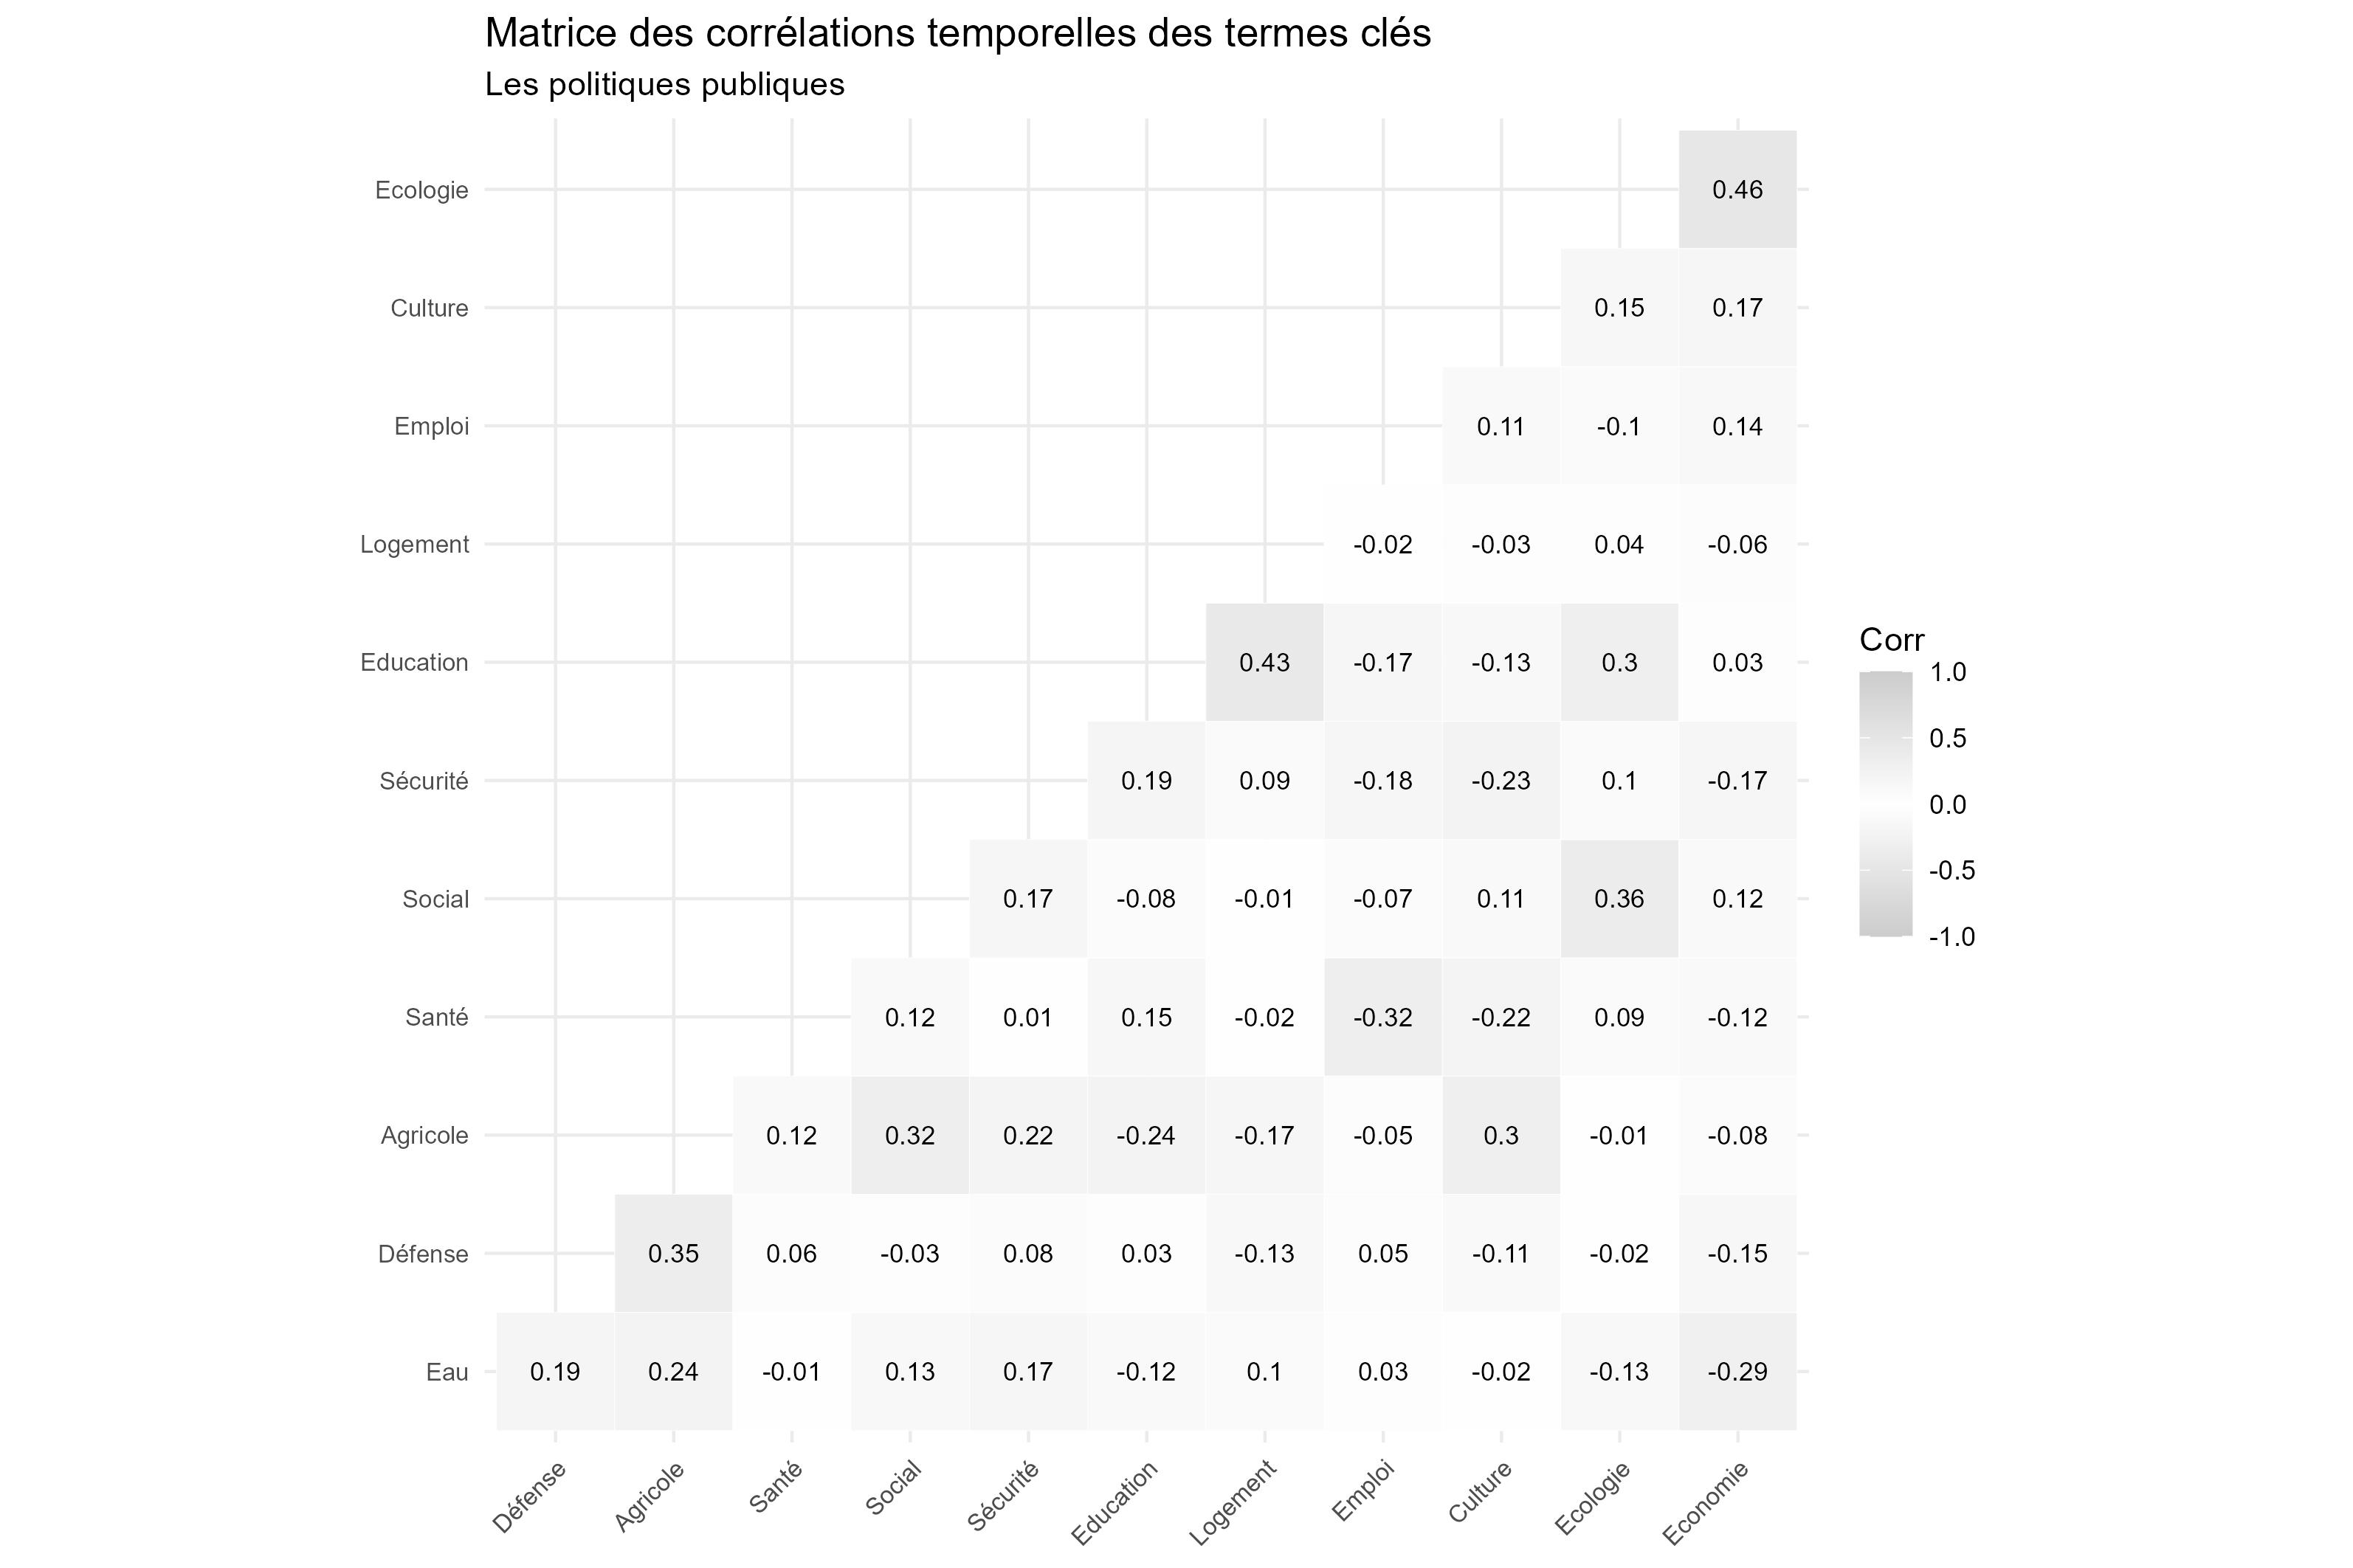 Matrice des corrélations temporelles des termes clés
Les politiques publiques
Ecologie 0.46
Culture 0.15 0.17
Emploi 0.11 -0.1 0.14
Logement -0.02 -0.03 0.04 -0.06
Education 0.43 -0.17 -0.13 0.3 0.03
Sécurité 0.19 0.09 -0.18 -0.23 0.1 -0.17
Social 0.17 -0.08 -0.01 -0.07 0.11 0.36 0.12
Santé 0.12 0.01 0.15 -0.02 -0.32 -0.22 0.09 -0.12
Agricole 0.12 0.32 0.22 -0.24 -0.17 -0.05 0.3 -0.01 -0.08
Défense 0.35 0.06 -0.03 0.08 0.03 -0.13 0.05 -0.11 -0.02 -0.15
Eau 0.19 0.24 -0.01 0.13 0.17 -0.12 0.1 0.03 -0.02 -0.13 -0.29
Défense Agricole Santé Social Sécurité Education Logement Emploi Culture Ecologie Economie
Corr
1.0
0.5
0.0
-0.5
-1.0